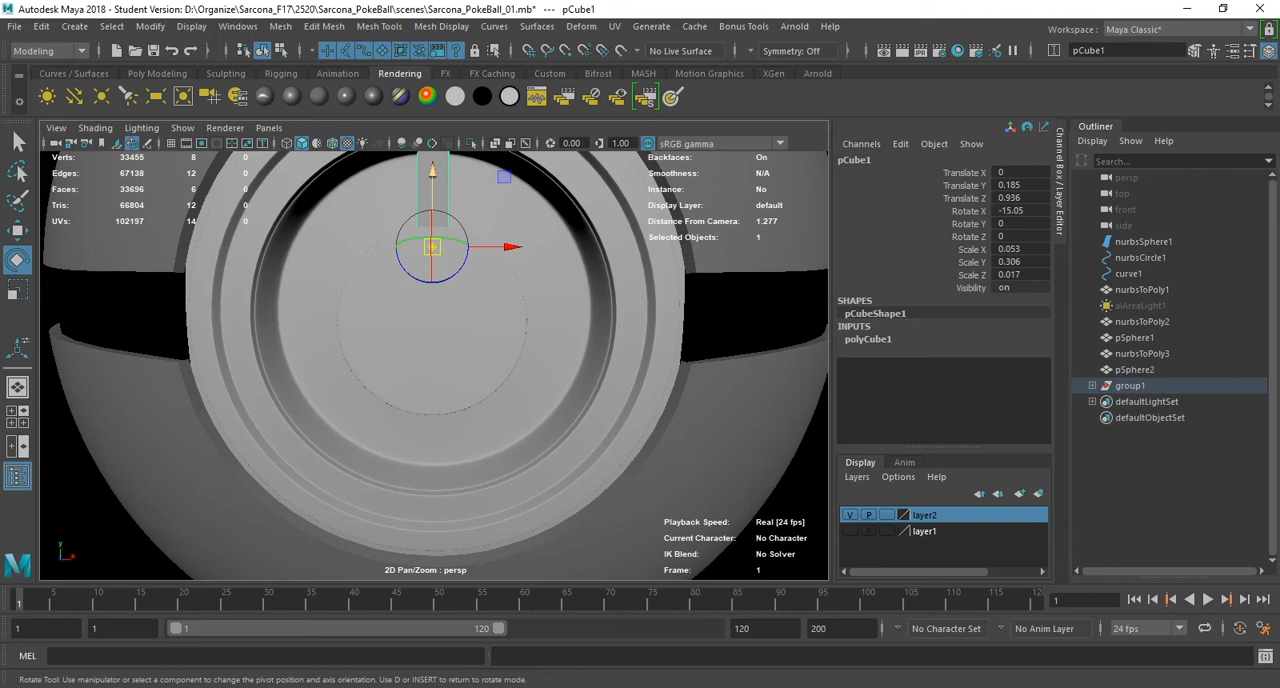 Autodesk Maya 2018 - Student Version: D:\Organize\Sarcona_F17\2520\Sarcona_PokeBall\scenes\Sarcona_PokeBall_01.mb* --- pCube1
File Edit Create Select Modify Display Windows Mesh Edit Mesh Mesh Tools Mesh Display Curves Surfaces Deform UV Generate Cache Bonus Tools Arnold Help Workspace: Maya Classic*
Modeling No Live Surface Symmetry: Off pCube1
Curves / Surfaces Poly Modeling Sculpting Rigging Animation Rendering FX FX Caching Custom Bifrost MASH Motion Graphics XGen Arnold
View Shading Lighting Show Renderer Panels
0.00 1.00 sRGB gamma
Verts: 33455 8 0
Edges: 67138 12 0
Faces: 33696 6 0
Tris: 66804 12 0
UVs: 102197 14 0
Backfaces: On
Smoothness: N/A
Instance: No
Display Layer: default
Distance From Camera: 1.277
Selected Objects: 1
Playback Speed: Real [24 fps]
Current Character: No Character
IK Blend: No Solver
Frame: 1
2D Pan/Zoom : persp
y
x
Channels Edit Object Show
pCube1
Translate X 0
Translate Y 0.185
Translate Z 0.936
Rotate X -15.05
Rotate Y 0
Rotate Z 0
Scale X 0.053
Scale Y 0.306
Scale Z 0.017
Visibility on
SHAPES
pCubeShape1
INPUTS
polyCube1
Display Anim
Layers Options Help
V P layer2
layer1
Channel Box / Layer Editor
Outliner
Display Show Help
Search...
persp
top
front
side
nurbsSphere1
nurbsCircle1
curve1
nurbsToPoly1
aiAreaLight1
nurbsToPoly2
pSphere1
nurbsToPoly3
pSphere2
group1
defaultLightSet
defaultObjectSet
1 5 10 15 20 25 30 35 40 45 50 55 60 65 70 75 80 85 90 95 100 105 110 115 120 1
1 1 1 120 120 200 No Character Set No Anim Layer 24 fps
MEL
Rotate Tool: Use manipulator or select a component to change the pivot position and axis orientation. Use D or INSERT to return to rotate mode.